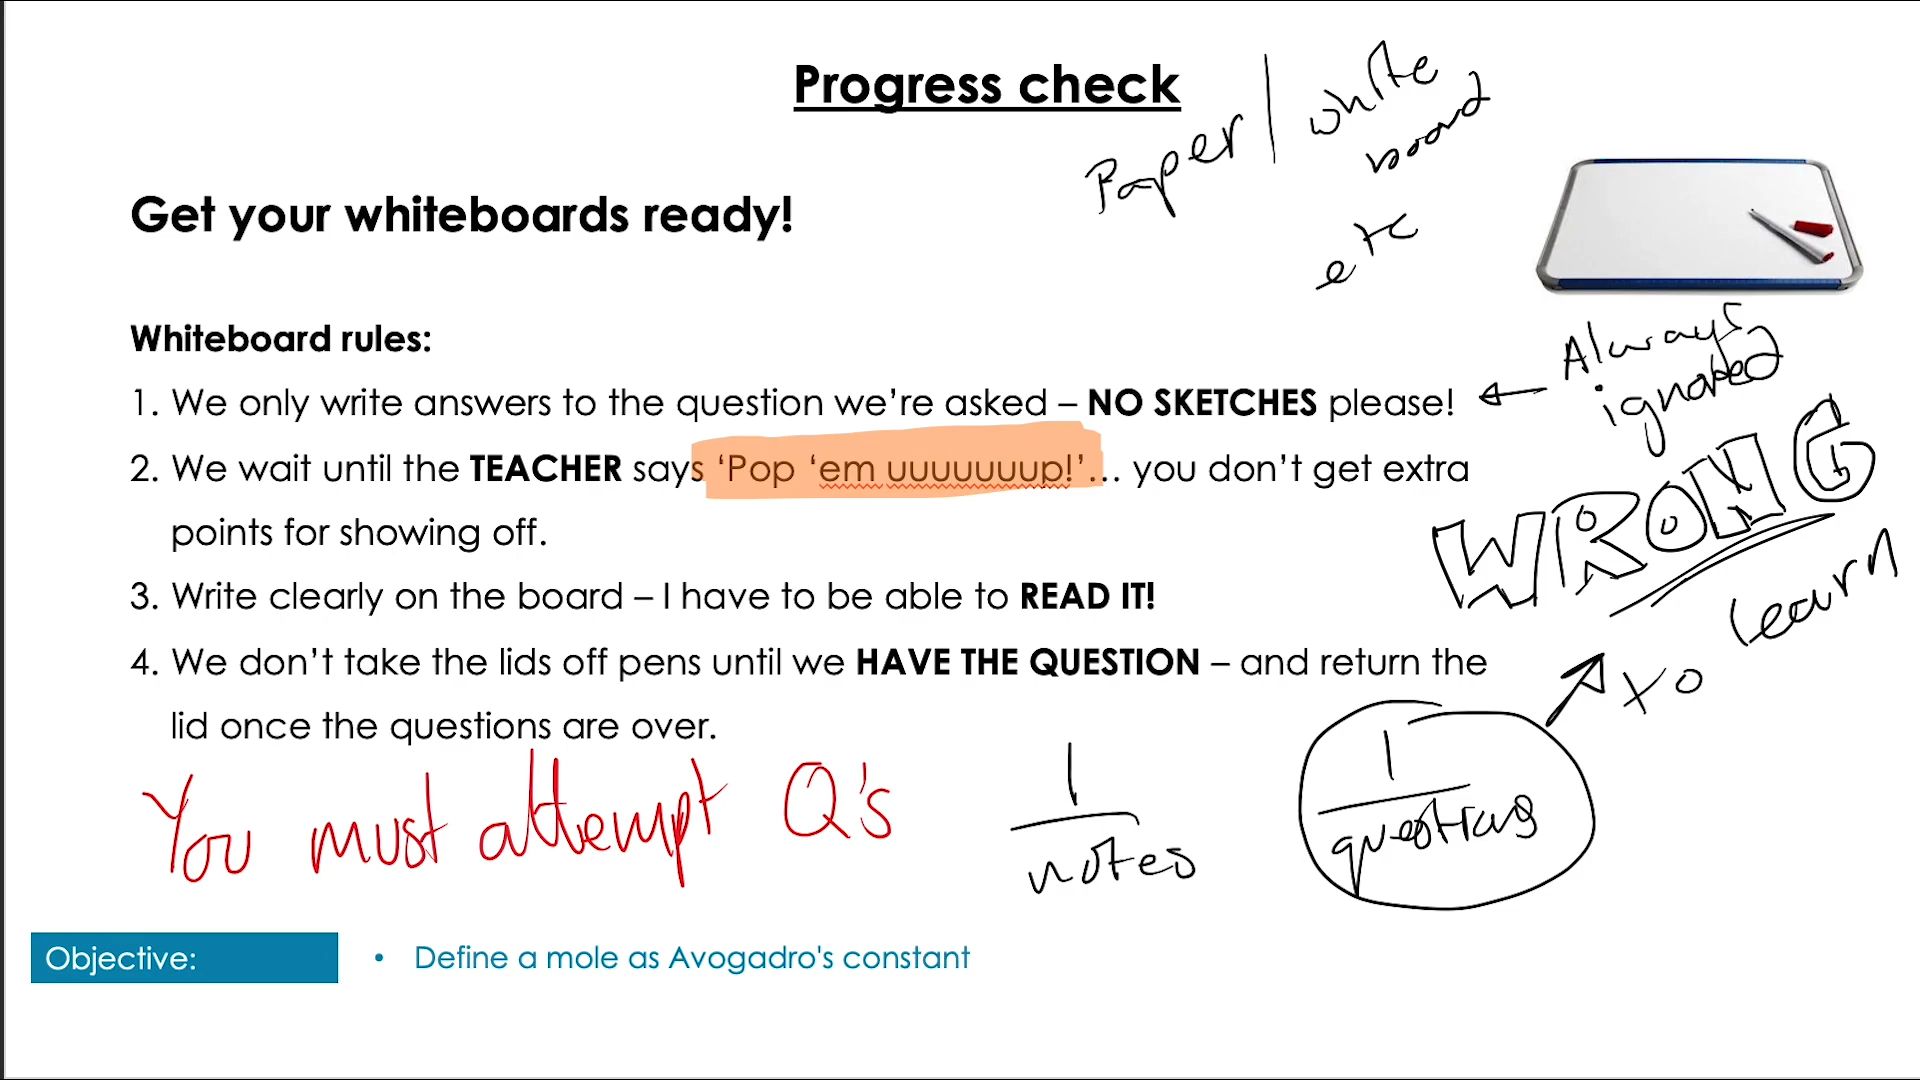 Progress check
Paper / white
board
etc
Get your whiteboards ready!
Whiteboard rules:
1. We only write answers to the question we're asked – NO SKETCHES please!
2. We wait until the TEACHER says ‘Pop ‘em uuuuuuup!’… you don't get extra
points for showing off.
3. Write clearly on the board – I have to be able to READ IT!
4. We don't take the lids off pens until we HAVE THE QUESTION – and return the
lid once the questions are over.
Always
ignored
WRONG
to learn
You must attempt Q's
1
notes
1
questions
Objective:
• Define a mole as Avogadro's constant